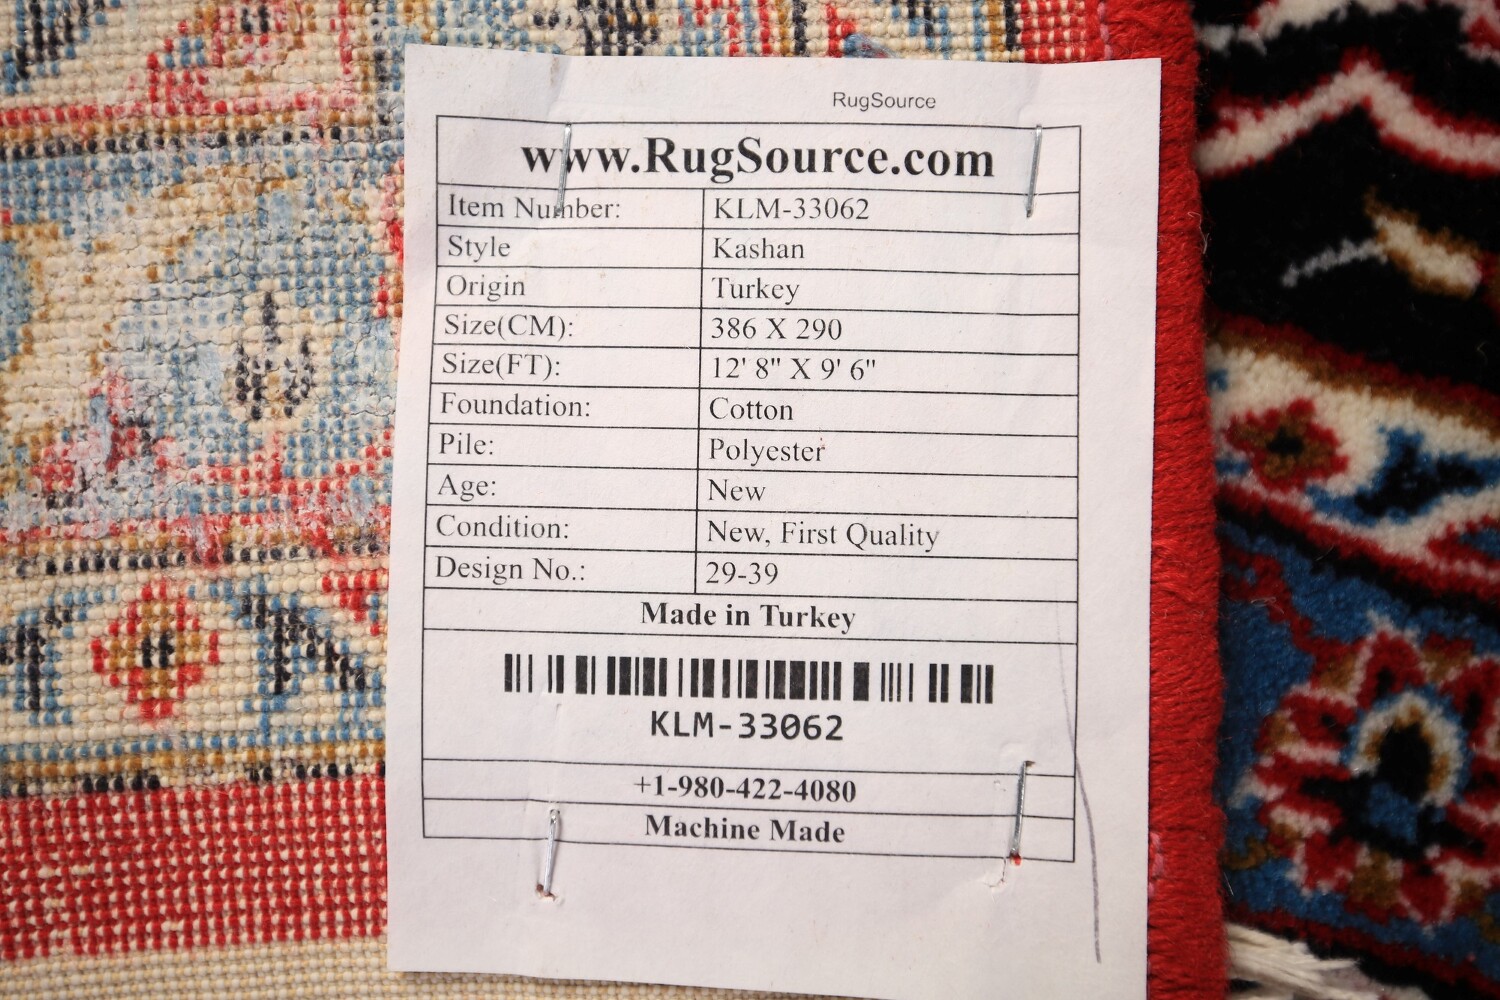 RugSource
www.RugSource.com
Item Number: KLM-33062
Style Kashan
Origin Turkey
Size(CM): 386 X 290
Size(FT): 12' 8" X 9' 6"
Foundation: Cotton
Pile: Polyester
Age: New
Condition: New, First Quality
Design No.: 29-39
Made in Turkey
KLM-33062
+1-980-422-4080
Machine Made